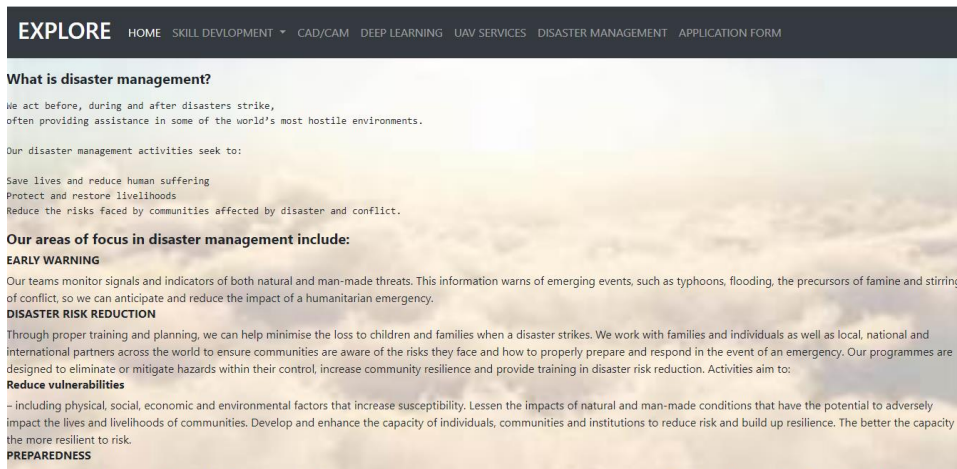 EXPLORE HOME SKILL DEVLOPMENT CAD/CAM DEEP LEARNING UAV SERVICES DISASTER MANAGEMENT APPLICATION FORM
What is disaster management?
We act before, during and after disasters strike,
often providing assistance in some of the world's most hostile environments.
Our disaster management activities seek to:
Save lives and reduce human suffering
Protect and restore livelihoods
Reduce the risks faced by communities affected by disaster and conflict.
Our areas of focus in disaster management include:
EARLY WARNING
Our teams monitor signals and indicators of both natural and man-made threats. This information warns of emerging events, such as typhoons, flooding, the precursors of famine and stirring
of conflict, so we can anticipate and reduce the impact of a humanitarian emergency.
DISASTER RISK REDUCTION
Through proper training and planning, we can help minimise the loss to children and families when a disaster strikes. We work with families and individuals as well as local, national and
international partners across the world to ensure communities are aware of the risks they face and how to properly prepare and respond in the event of an emergency. Our programmes are
designed to eliminate or mitigate hazards within their control, increase community resilience and provide training in disaster risk reduction. Activities aim to:
Reduce vulnerabilities
– including physical, social, economic and environmental factors that increase susceptibility. Lessen the impacts of natural and man-made conditions that have the potential to adversely
impact the lives and livelihoods of communities. Develop and enhance the capacity of individuals, communities and institutions to reduce risk and build up resilience. The better the capacity
the more resilient to risk.
PREPAREDNESS